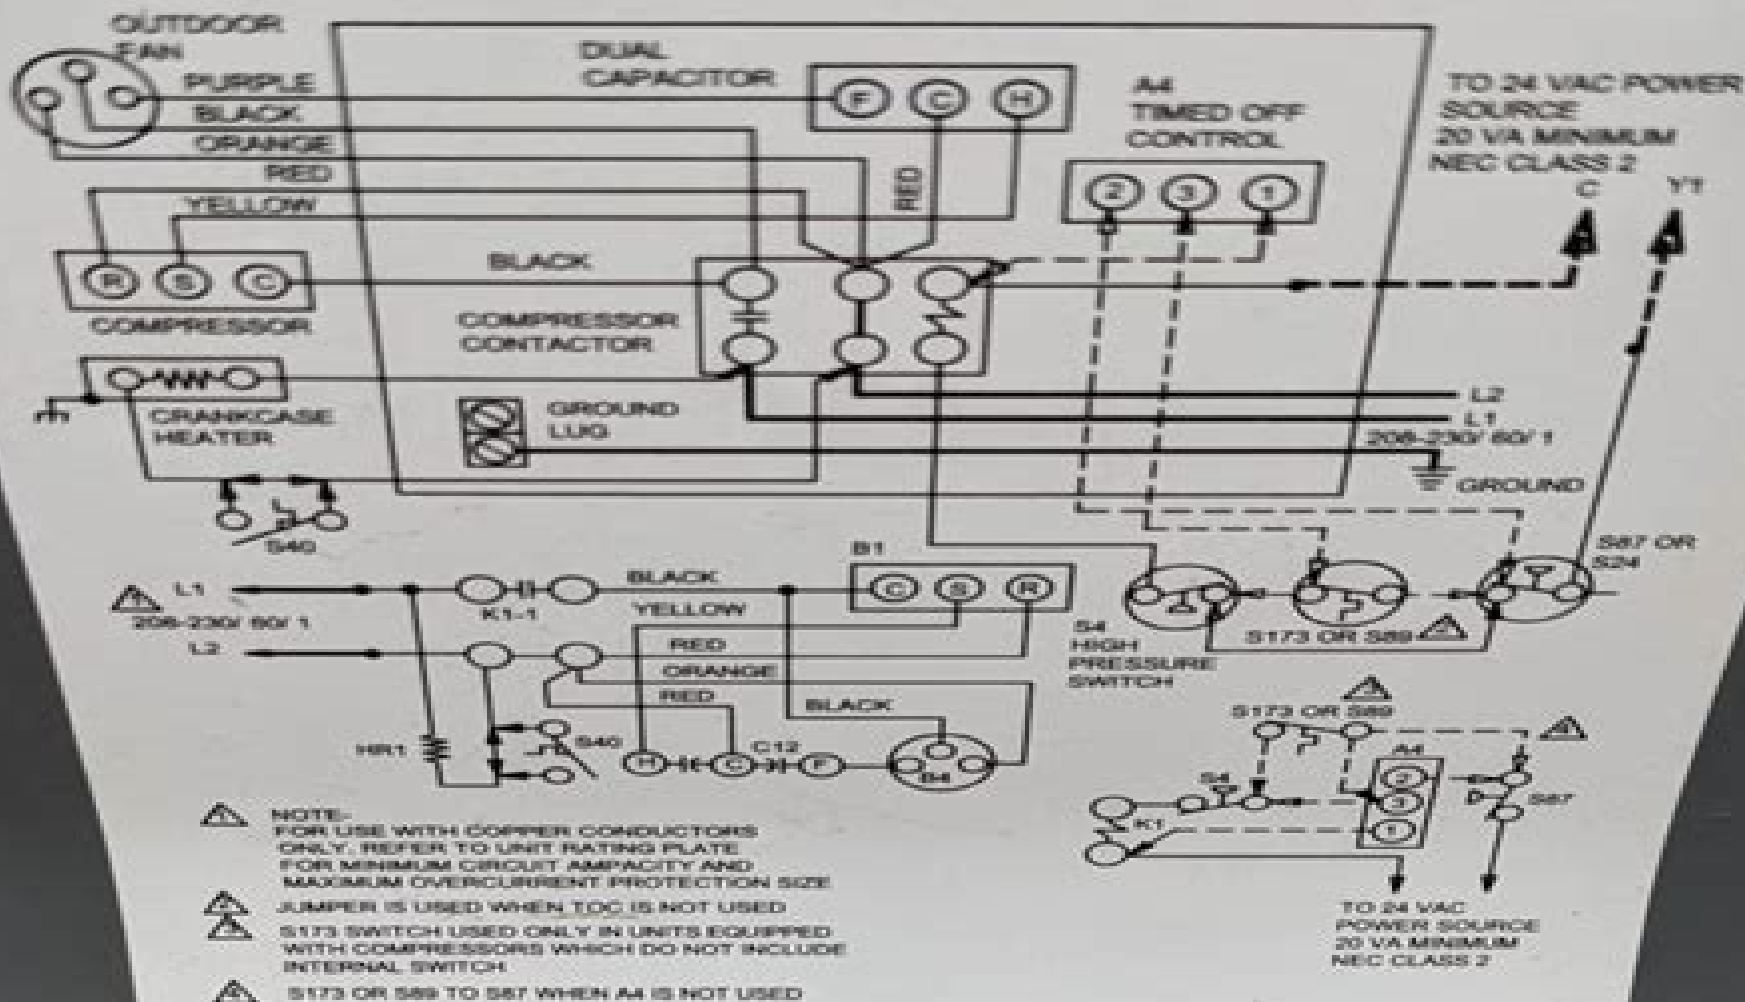 OUTDOOR
FAN
PURPLE
BLACK
ORANGE
RED
YELLOW
DUAL
CAPACITOR
F C H
RED
A4
TIMED OFF
CONTROL
2 3 1
TO 24 VAC POWER
SOURCE
20 VA MINIMUM
NEC CLASS 2
C Y1
R S C
COMPRESSOR
BLACK
COMPRESSOR
CONTACTOR
CRANKCASE
HEATER
GROUND
LUG
L2
L1
208-230/ 60/ 1
GROUND
S40
B1
C S R
L1
208-230/ 60/ 1
L2
K1-1
BLACK
YELLOW
RED
ORANGE
RED
BLACK
HR1
S40
H C F
C12
B4
S4
HIGH
PRESSURE
SWITCH
S173 OR S89
S87 OR
S24
S173 OR S89
A4
2
3
1
S4
K1
S87
TO 24 VAC
POWER SOURCE
20 VA MINIMUM
NEC CLASS 2
1 NOTE-
FOR USE WITH COPPER CONDUCTORS
ONLY. REFER TO UNIT RATING PLATE
FOR MINIMUM CIRCUIT AMPACITY AND
MAXIMUM OVERCURRENT PROTECTION SIZE
2 JUMPER IS USED WHEN TOC IS NOT USED
3 S173 SWITCH USED ONLY IN UNITS EQUIPPED
WITH COMPRESSORS WHICH DO NOT INCLUDE
INTERNAL SWITCH
4 S173 OR S89 TO S87 WHEN A4 IS NOT USED